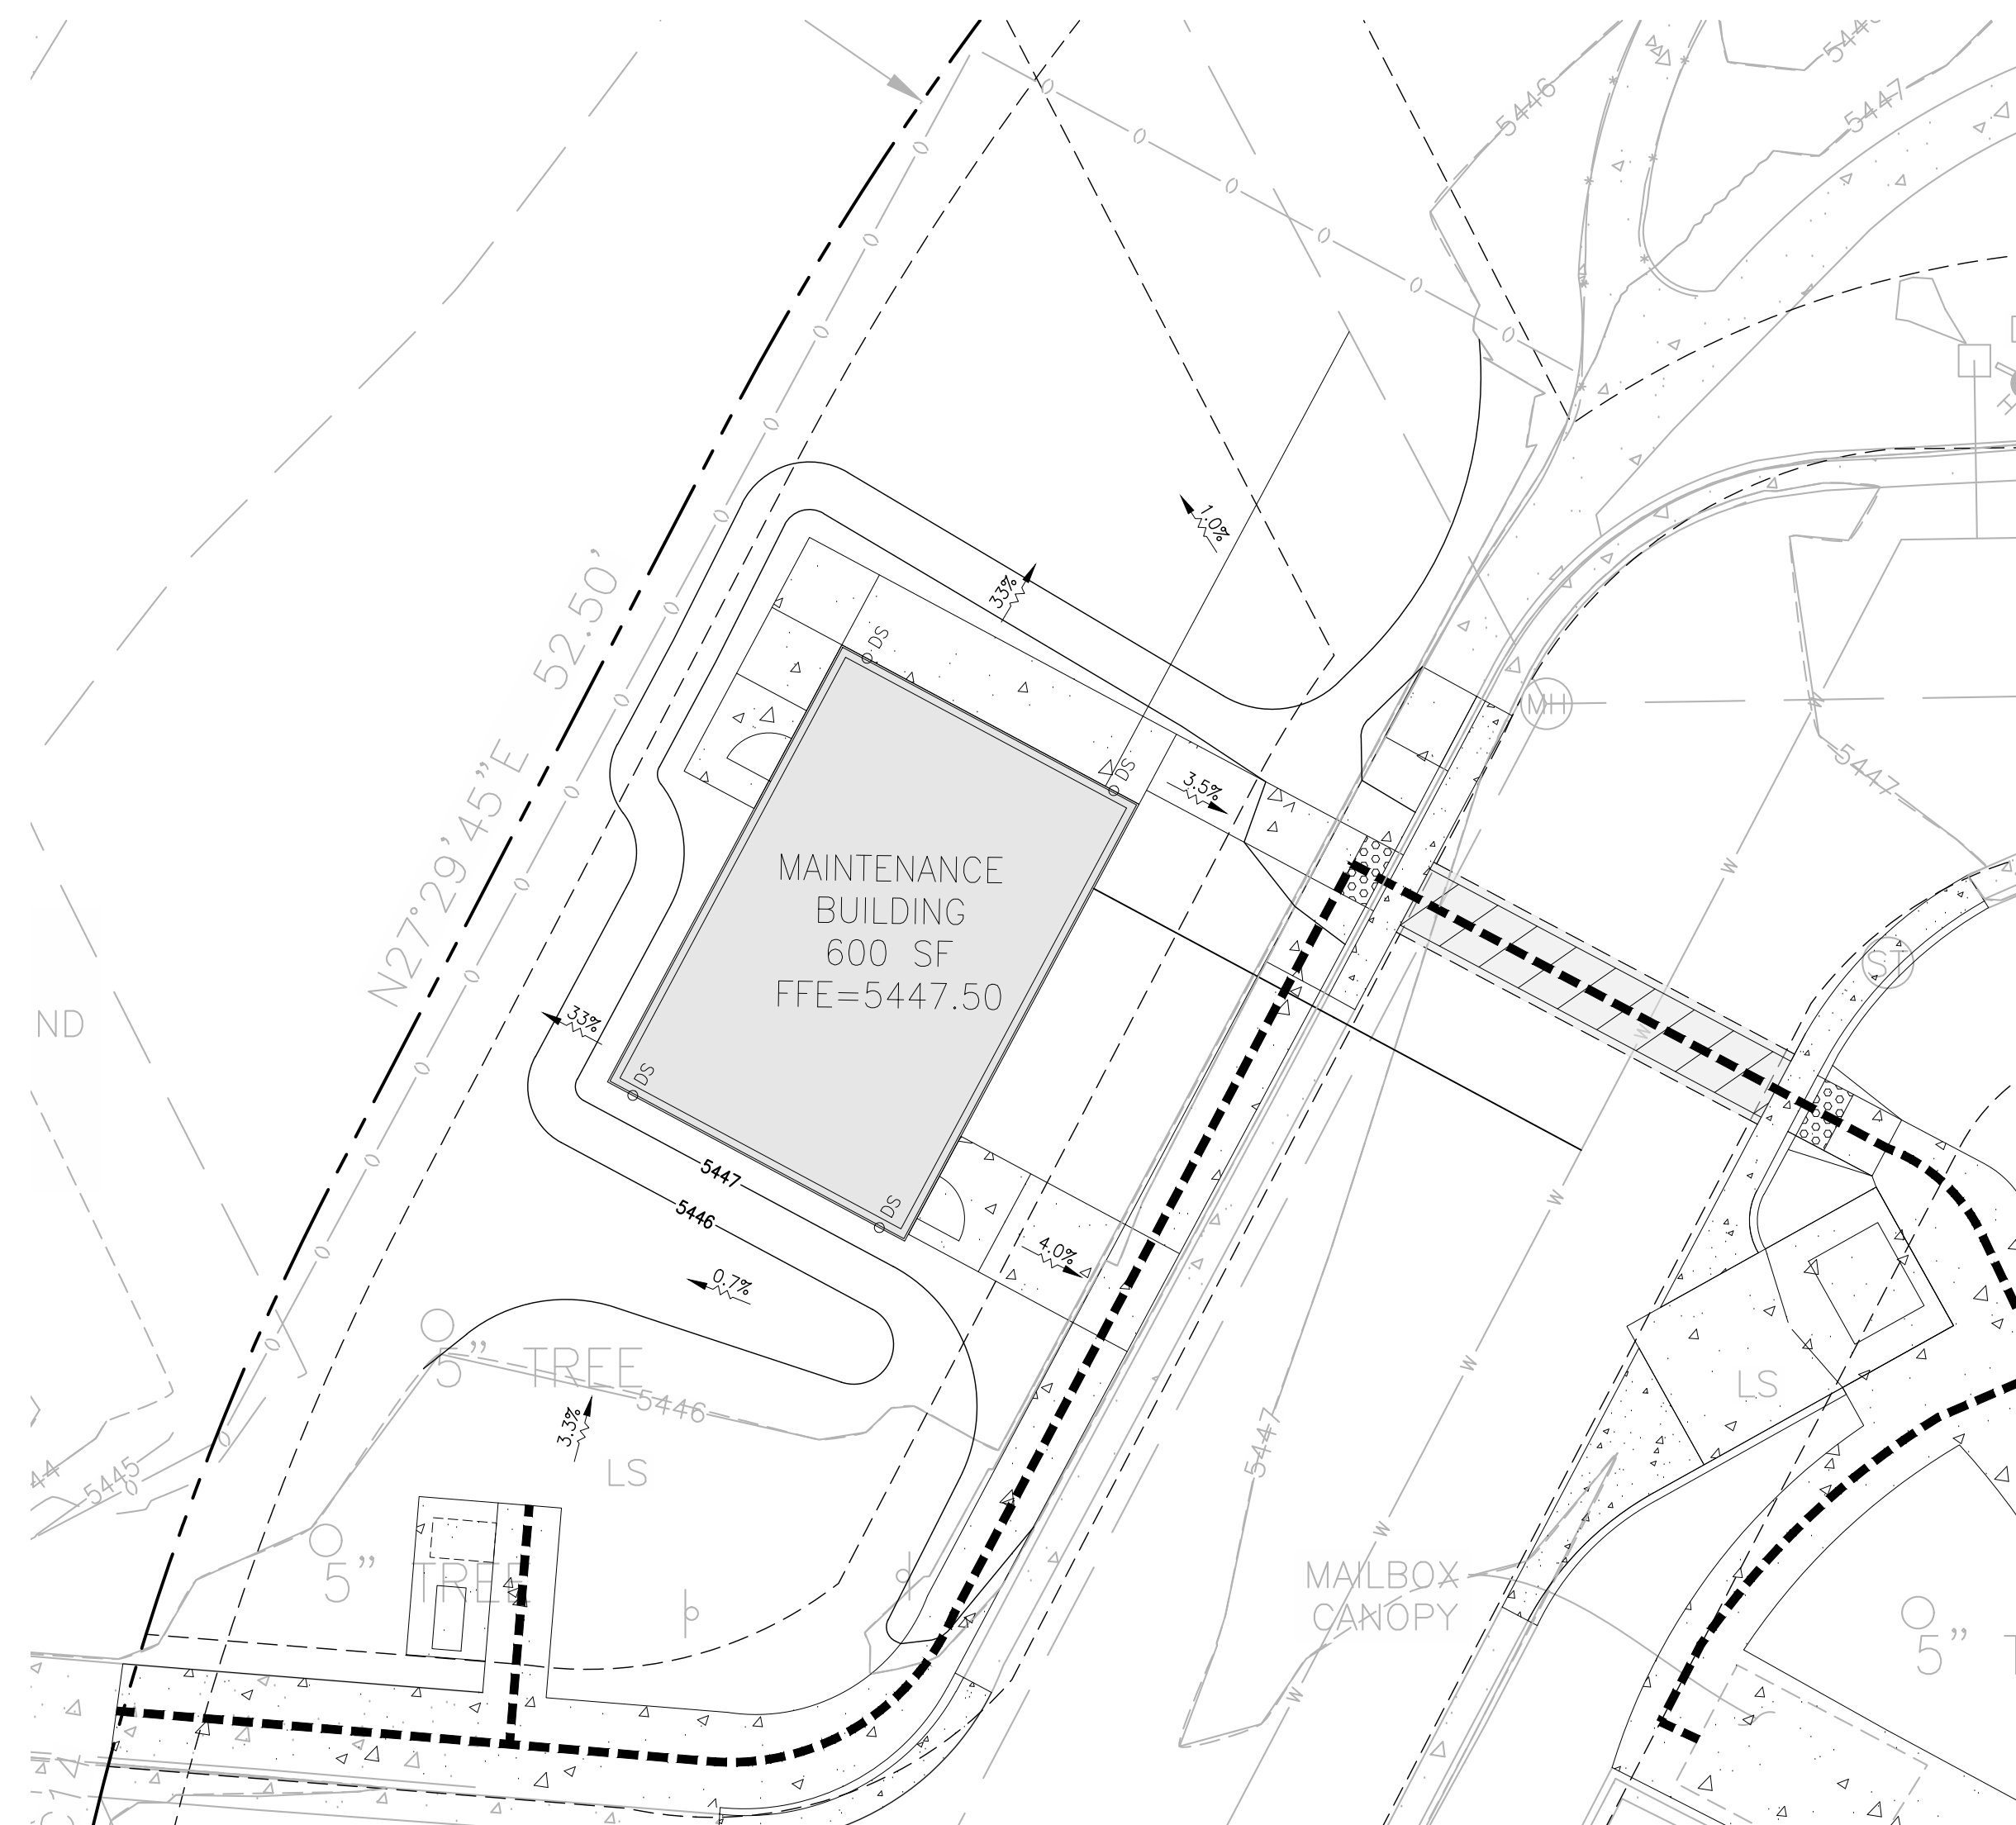 5446
5446
5447
N27°29'45"E 52.50'
1.0%
33%
DS
MH
DS
3.5%
5447
W
MAINTENANCE
BUILDING
600 SF
FFE=5447.50
W
ST
ND
33%
W
DS
5447
5446
DS
W
4.0%
0.7%
5" TREE
5446
W
LS
3.3%
5447
LS
44
5445
W
5" TREE
MAILBOX
CANOPY
5" T
W